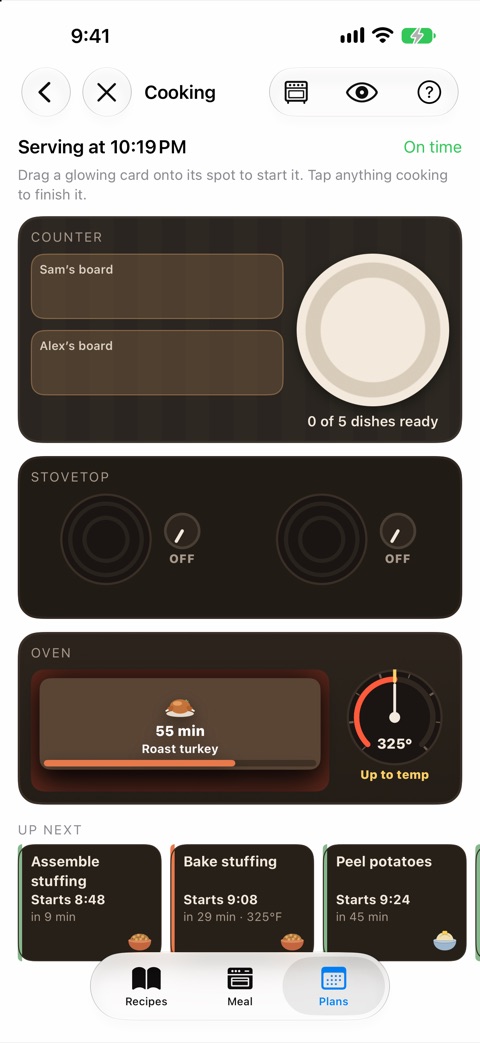 9:41
Cooking
Serving at 10:19 PM
On time
Drag a glowing card onto its spot to start it. Tap anything cooking
to finish it.
COUNTER
Sam's board
Alex's board
0 of 5 dishes ready
STOVETOP
OFF
OFF
OVEN
55 min
Roast turkey
325°
Up to temp
UP NEXT
Assemble
stuffing
Starts 8:48
in 9 min
Bake stuffing
Starts 9:08
in 29 min · 325°F
Peel potatoes
Starts 9:24
in 45 min
Recipes
Meal
Plans